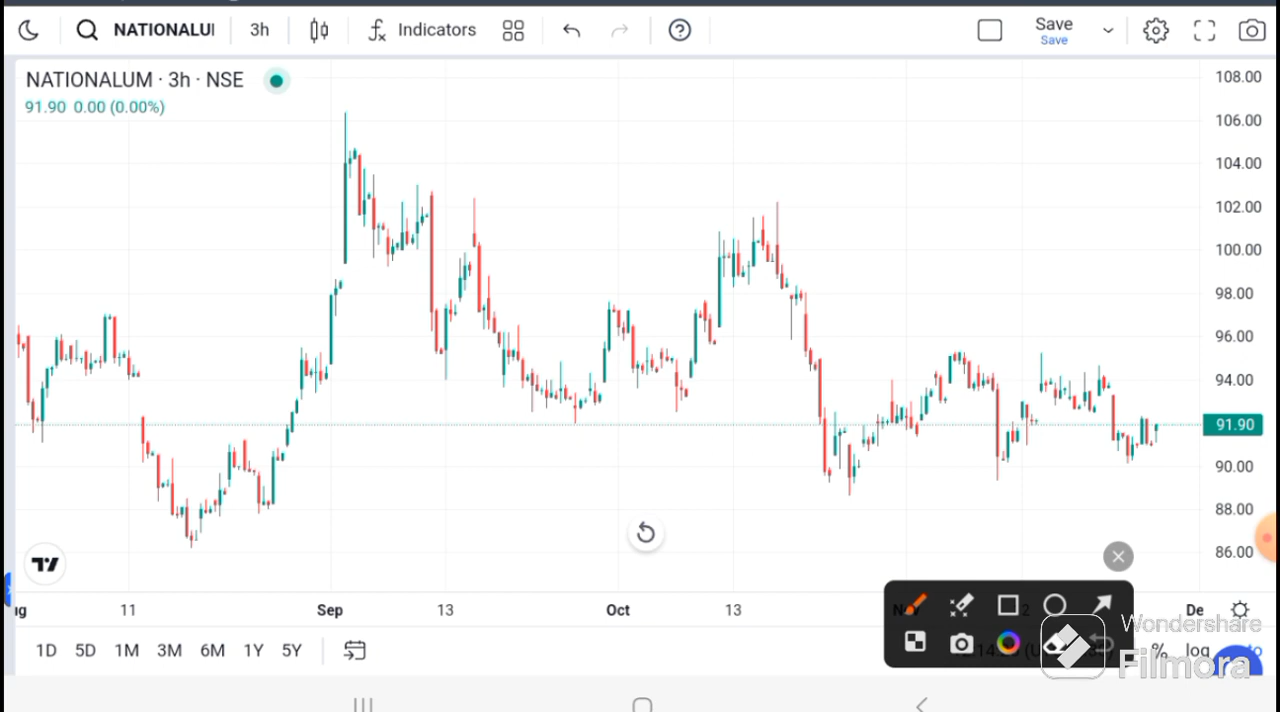 NATIONALUI 3h Indicators Save
Save
NATIONALUM · 3h · NSE
91.90 0.00 (0.00%)
108.00
106.00
104.00
102.00
100.00
98.00
96.00
94.00
91.90
90.00
88.00
86.00
ug 11 Sep 13 Oct 13 De
1D 5D 1M 3M 6M 1Y 5Y % log
Wondershare
Filmora